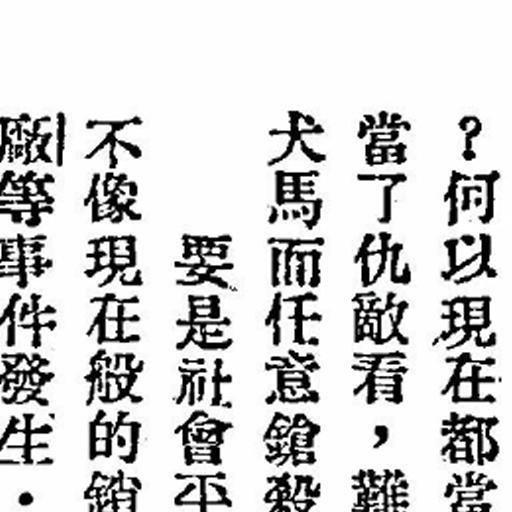 ？何以現在都當
當了仇敵看，難
犬馬而任意鎗殺
要是社會平
不像現在般的銷
廠等事件發生．